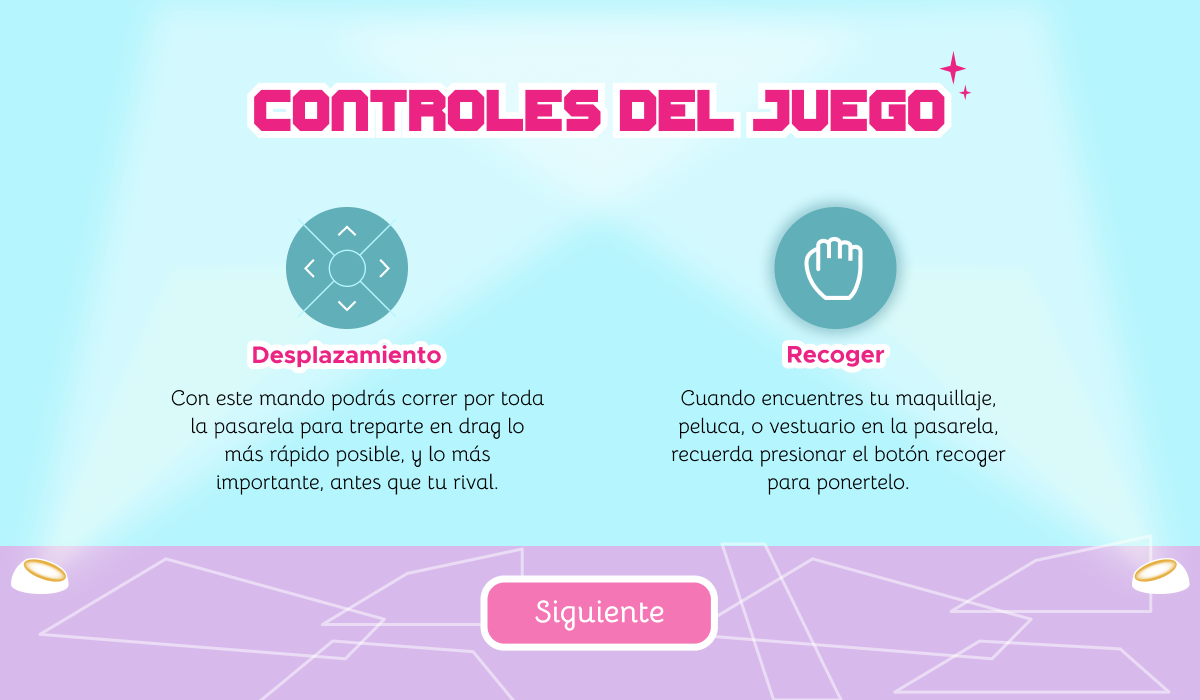 CONTROLES DEL JUEGO
Desplazamiento
Con este mando podrás correr por toda
la pasarela para treparte en drag lo
más rápido posible, y lo más
importante, antes que tu rival.
Recoger
Cuando encuentres tu maquillaje,
peluca, o vestuario en la pasarela,
recuerda presionar el botón recoger
para ponertelo.
Siguiente